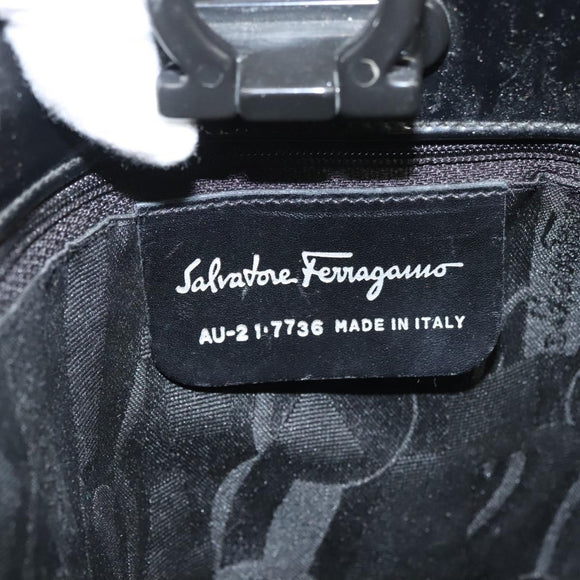 Salvatore Ferragamo
AU-21·7736 MADE IN ITALY